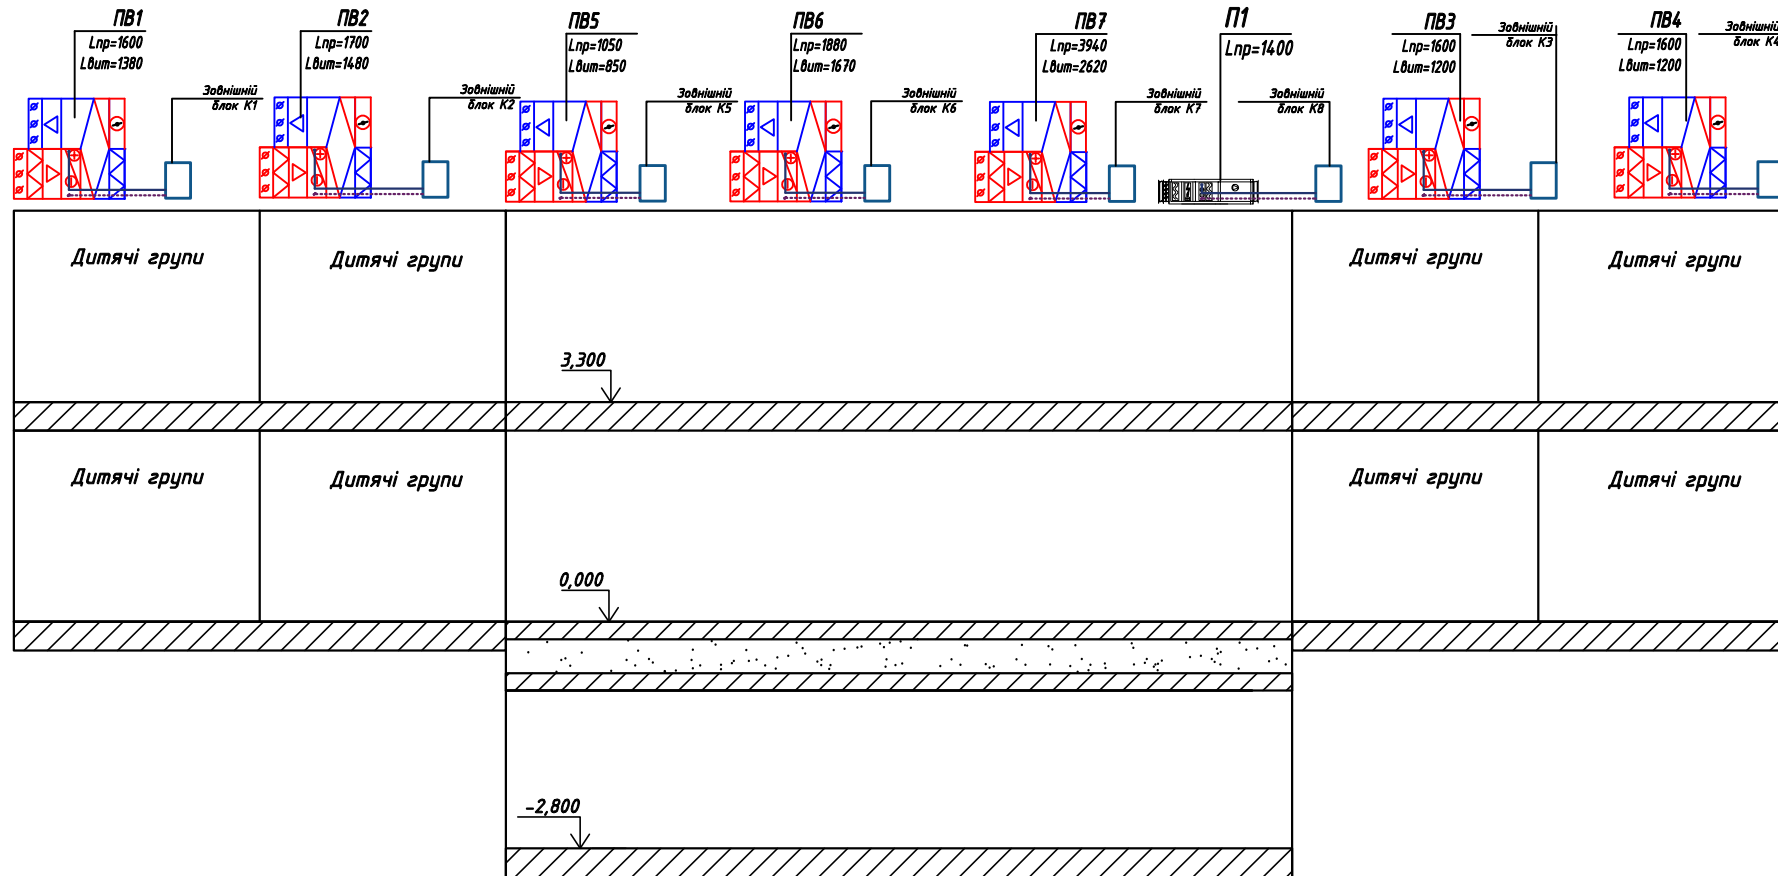 ПВ1
Lпр=1600
Lвит=1380
Зовнішній
блок К1
ПВ2
Lпр=1700
Lвит=1480
Зовнішній
блок К2
ПВ5
Lпр=1050
Lвит=850
Зовнішній
блок К5
ПВ6
Lпр=1880
Lвит=1670
Зовнішній
блок К6
ПВ7
Lпр=3940
Lвит=2620
Зовнішній
блок К7
П1
Lпр=1400
Зовнішній
блок К8
ПВ3
Lпр=1600
Lвит=1200
Зовнішній
блок К3
ПВ4
Lпр=1600
Lвит=1200
Зовнішній
блок К4
Дитячі групи
Дитячі групи
Дитячі групи
Дитячі групи
3,300
Дитячі групи
Дитячі групи
Дитячі групи
Дитячі групи
0,000
-2,800